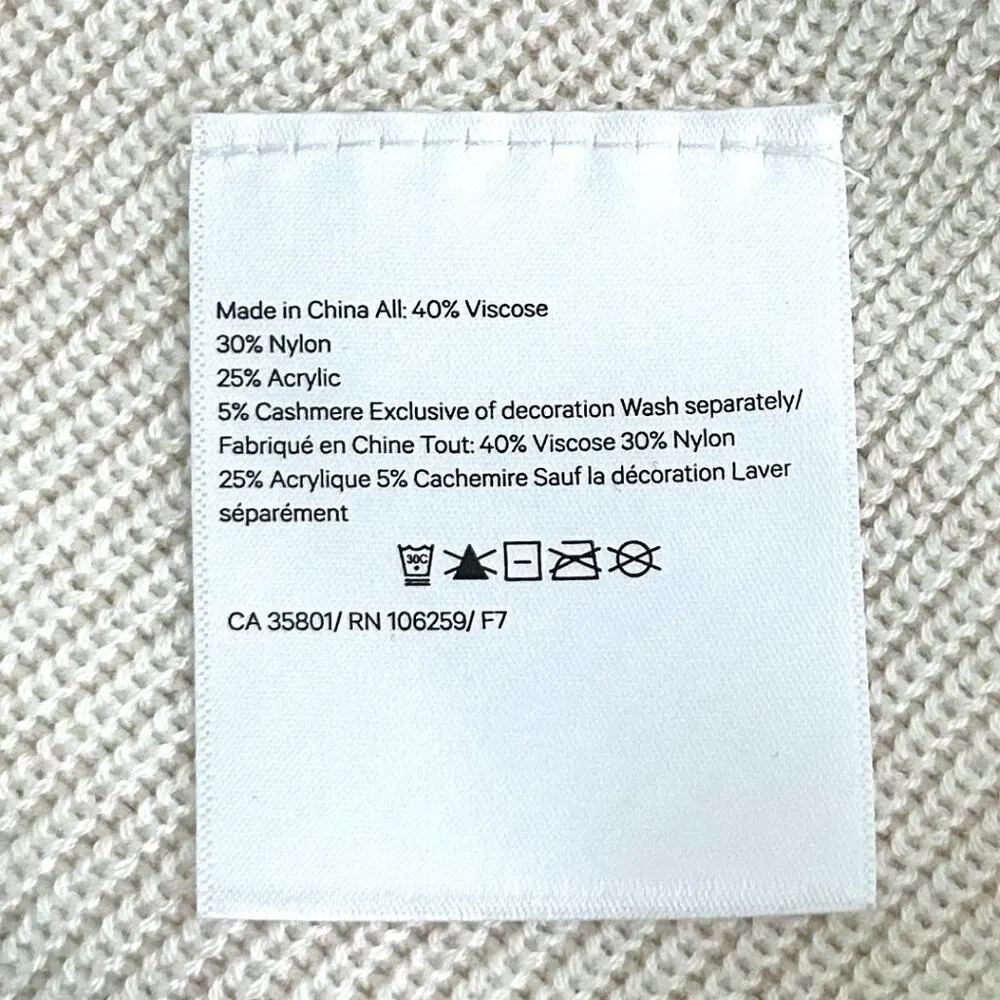 Made in China All: 40% Viscose
30% Nylon
25% Acrylic
5% Cashmere Exclusive of decoration Wash separately/
Fabriqué en Chine Tout: 40% Viscose 30% Nylon
25% Acrylique 5% Cachemire Sauf la décoration Laver
séparément
30C
CA 35801/ RN 106259/ F7